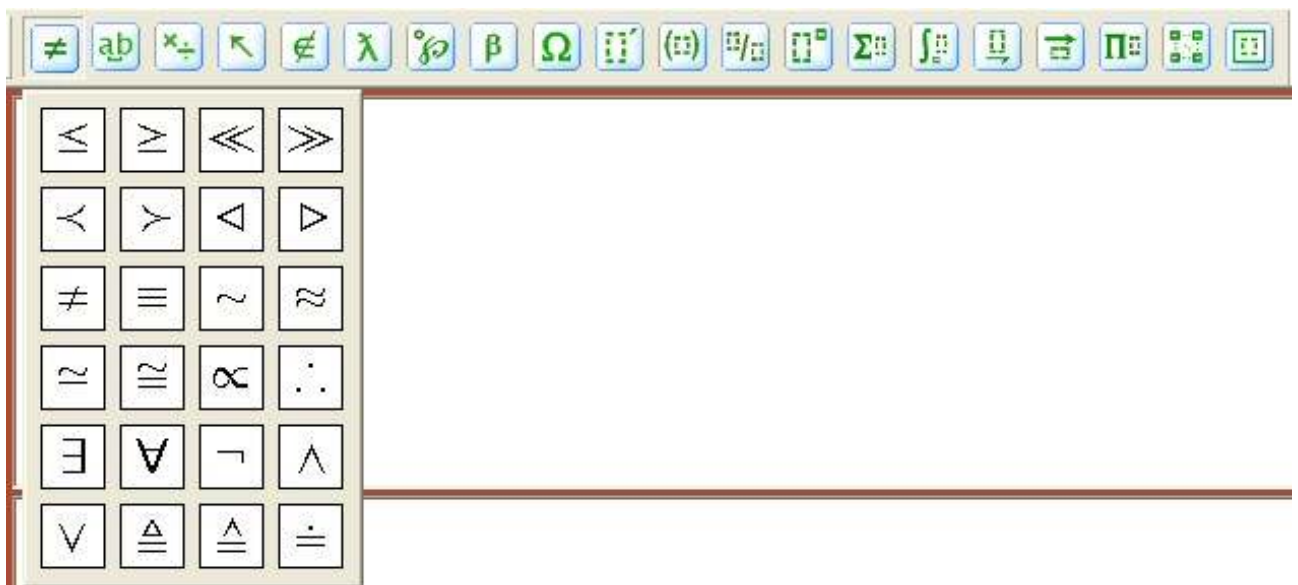 ≠ ab ×÷ ↖ ∉ λ °℘ β Ω [] ′ ([]) []/[] []▫ Σ[] ∫[] [] → Π[]
≤ ≥ ≪ ≫
≺ ≻ ⊲ ⊳
≠ ≡ ∼ ≈
≃ ≅ ∝ ∴
∃ ∀ ¬ ∧
∨ ≜ ≙ ≐